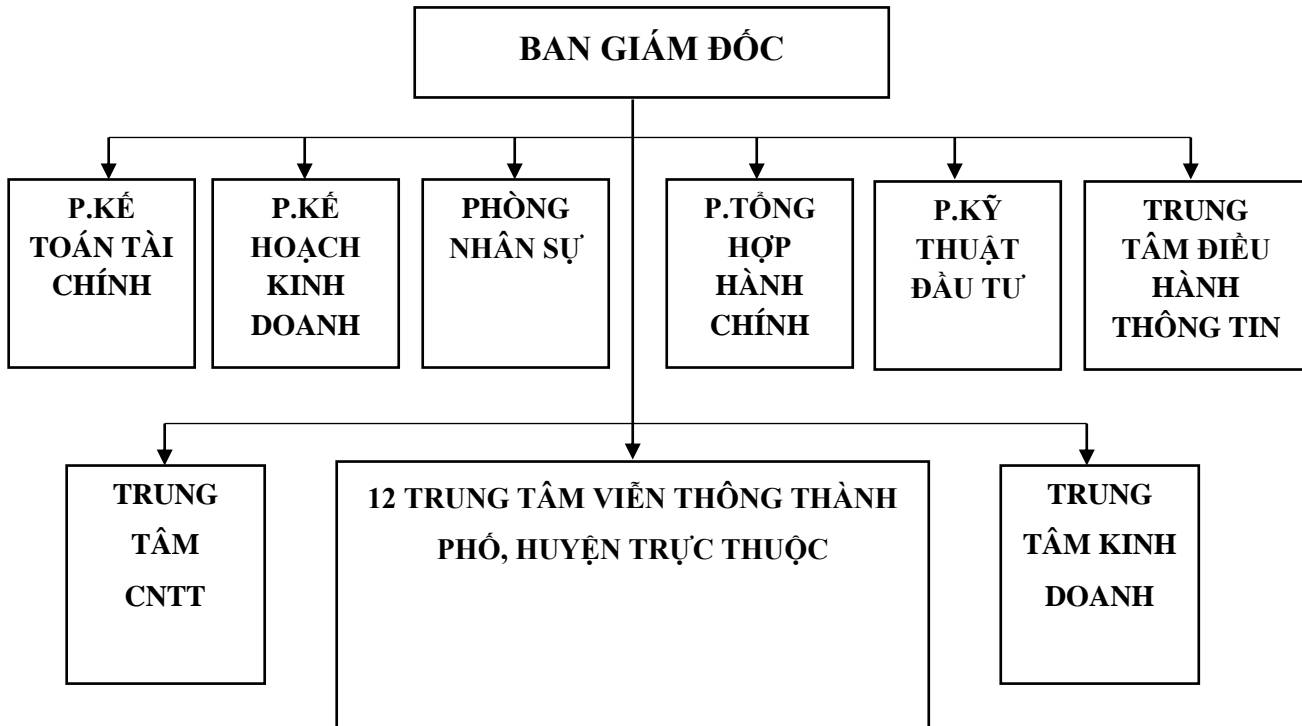 BAN GIÁM ĐỐC
P.KẾ
TOÁN TÀI
CHÍNH
P.KẾ
HOẠCH
KINH
DOANH
PHÒNG
NHÂN SỰ
P.TỔNG
HỢP
HÀNH
CHÍNH
P.KỸ
THUẬT
ĐẦU TƯ
TRUNG
TÂM ĐIỀU
HÀNH
THÔNG TIN
TRUNG
TÂM
CNTT
12 TRUNG TÂM VIỄN THÔNG THÀNH
PHỐ, HUYỆN TRỰC THUỘC
TRUNG
TÂM KINH
DOANH